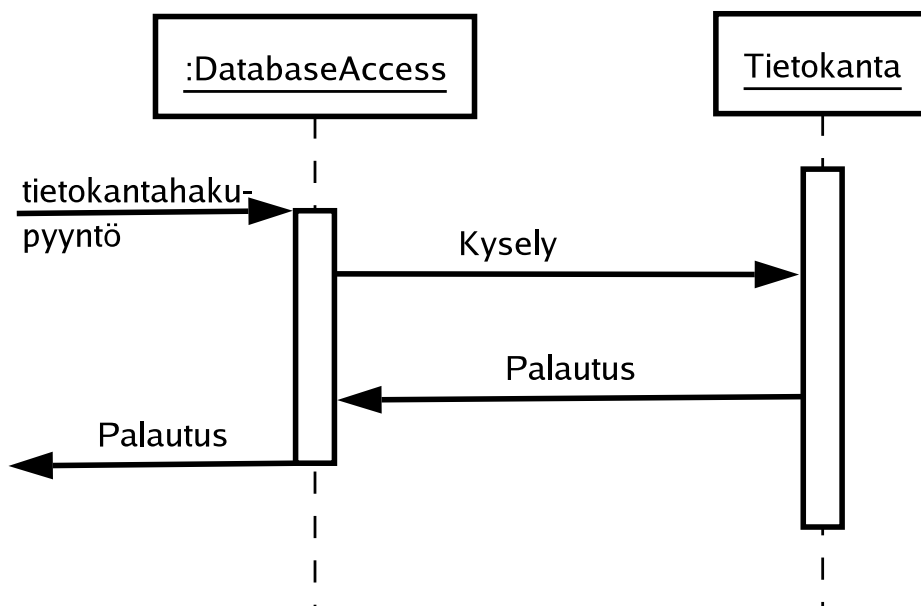 :DatabaseAccess
Tietokanta
tietokantahaku-
pyyntö
Kysely
Palautus
Palautus